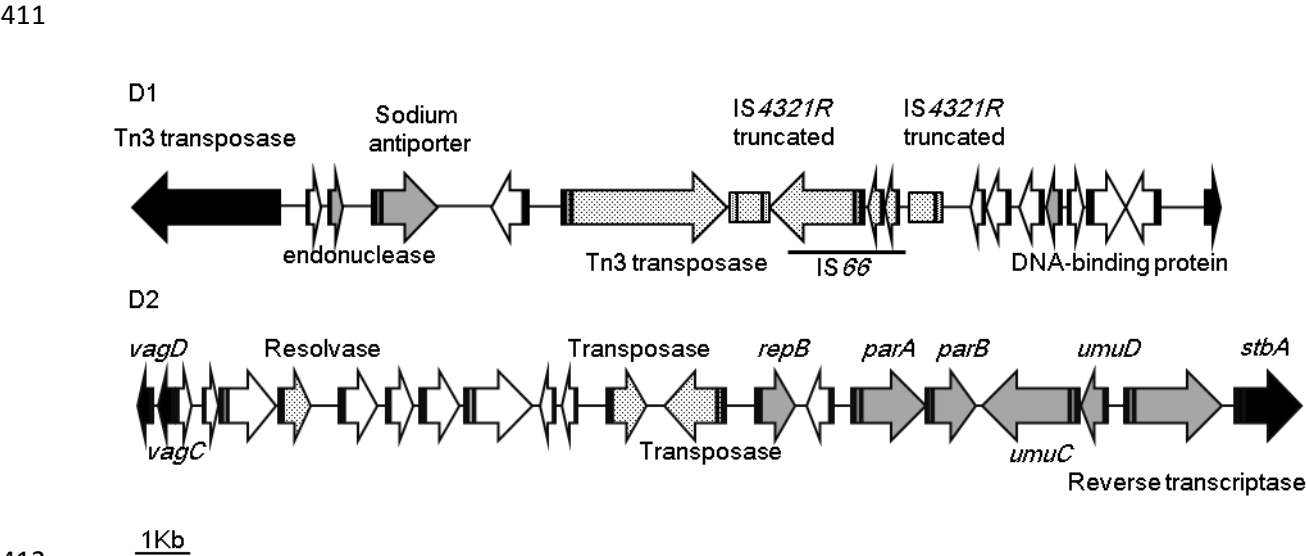 411
D1
Tn3 transposase
Sodium
antiporter
IS4321R
truncated
IS4321R
truncated
endonuclease
Tn3 transposase
IS66
DNA-binding protein
D2
vagD
Resolvase
Transposase
repB
parA
parB
umuD
stbA
vagC
Transposase
umuC
Reverse transcriptase
1Kb